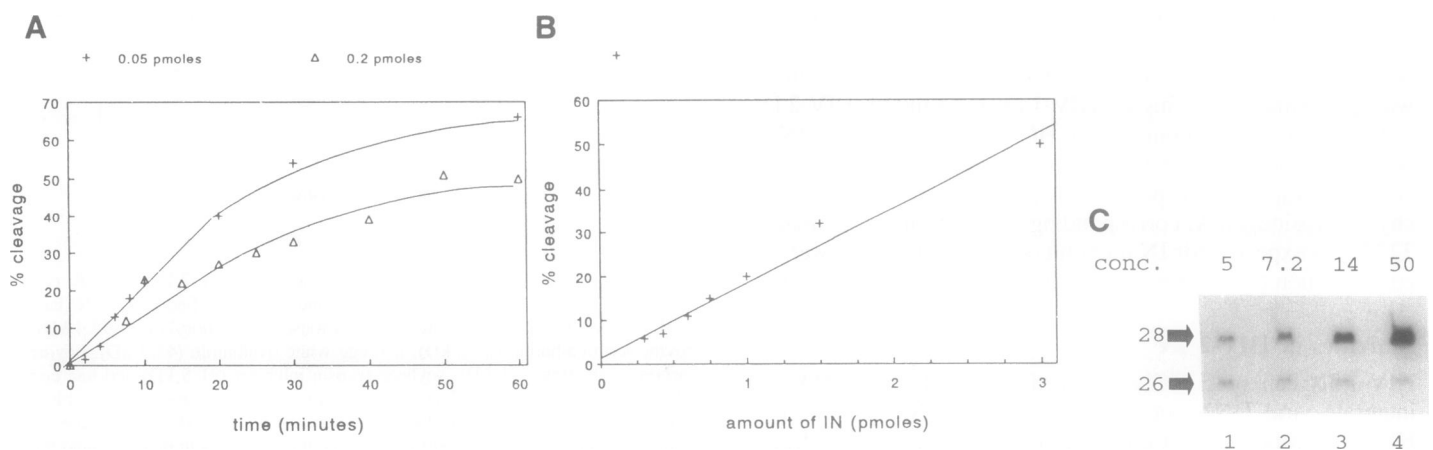 A
+ 0.05 pmoles △ 0.2 pmoles
70
60
50
40
30
20
10
0
% cleavage
0 10 20 30 40 50 60
time (minutes)
B
+
60
50
40
30
20
10
0
% cleavage
0 1 2 3
amount of IN (pmoles)
C
conc. 5 7.2 14 50
28
26
1 2 3 4